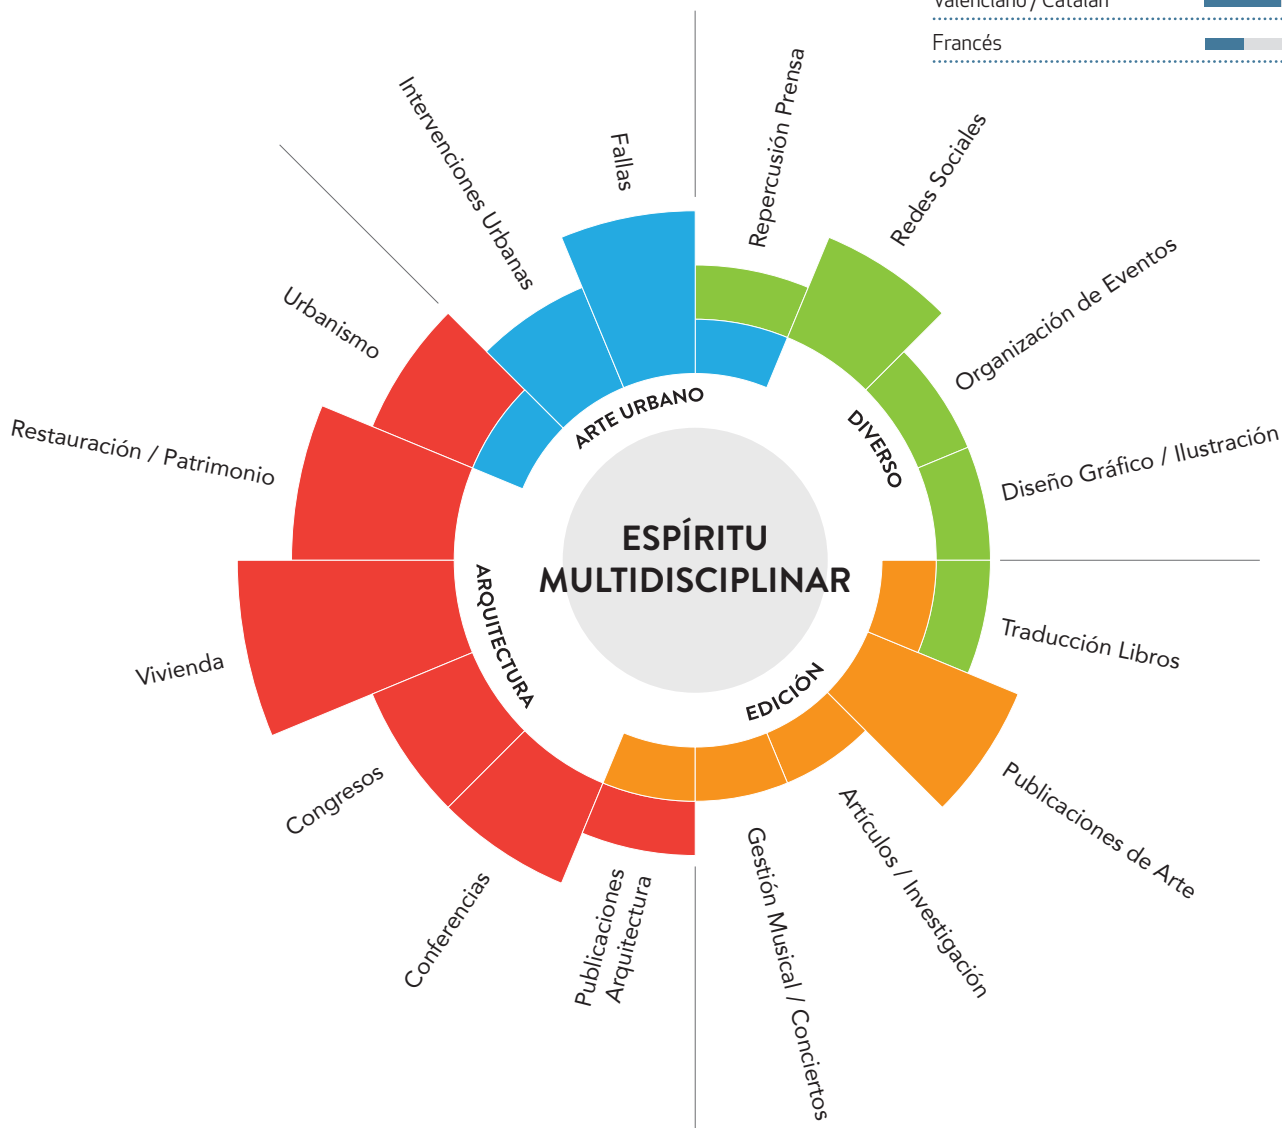 Valenciano / Catalán
Francés
Repercusión Prensa
Redes Sociales
Organización de Eventos
Diseño Gráfico / Ilustración
Traducción Libros
Publicaciones de Arte
Artículos / Investigación
Gestión Musical / Conciertos
Publicaciones
Arquitectura
Conferencias
Congresos
Vivienda
Restauración / Patrimonio
Urbanismo
Intervenciones Urbanas
Fallas
ARTE URBANO
DIVERSO
EDICIÓN
ARQUITECTURA
ESPÍRITU
MULTIDISCIPLINAR